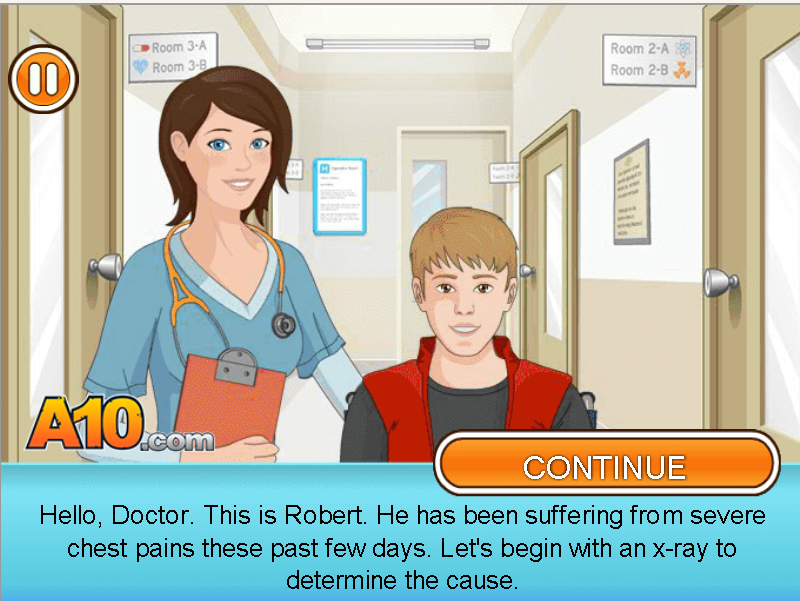 Room 3-A
Room 3-B
Room 2-A
Room 2-B
H
A10.com
CONTINUE
Hello, Doctor. This is Robert. He has been suffering from severe
chest pains these past few days. Let's begin with an x-ray to
determine the cause.